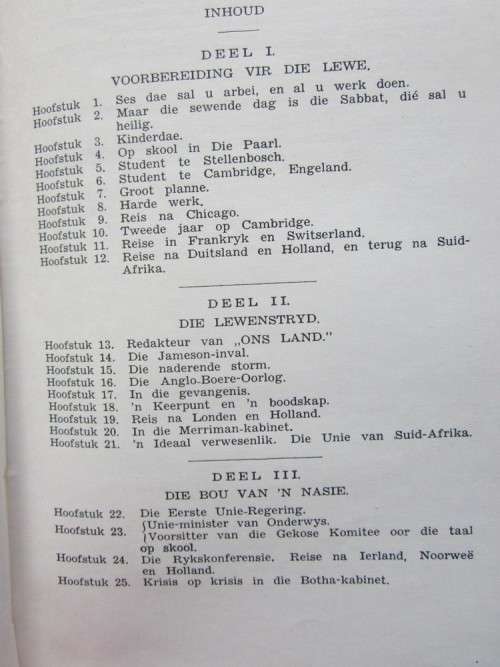 INHOUD
DEEL I.
VOORBEREIDING VIR DIE LEWE.
Hoofstuk 1. Ses dae sal u arbei, en al u werk doen.
Hoofstuk 2. Maar die sewende dag is die Sabbat, dié sal u
heilig.
Hoofstuk 3. Kinderdae.
Hoofstuk 4. Op skool in Die Paarl.
Hoofstuk 5. Student te Stellenbosch.
Hoofstuk 6. Student te Cambridge, Engeland.
Hoofstuk 7. Groot planne.
Hoofstuk 8. Harde werk.
Hoofstuk 9. Reis na Chicago.
Hoofstuk 10. Tweede jaar op Cambridge.
Hoofstuk 11. Reise in Frankryk en Switserland.
Hoofstuk 12. Reise na Duitsland en Holland, en terug na Suid-
Afrika.
DEEL II.
DIE LEWENSTRYD.
Hoofstuk 13. Redakteur van „ONS LAND.”
Hoofstuk 14. Die Jameson-inval.
Hoofstuk 15. Die naderende storm.
Hoofstuk 16. Die Anglo-Boere-Oorlog.
Hoofstuk 17. In die gevangenis.
Hoofstuk 18. 'n Keerpunt en 'n boodskap.
Hoofstuk 19. Reis na Londen en Holland.
Hoofstuk 20. In die Merriman-kabinet.
Hoofstuk 21. 'n Ideaal verwesenlik. Die Unie van Suid-Afrika.
DEEL III.
DIE BOU VAN 'N NASIE.
Hoofstuk 22. Die Eerste Unie-Regering.
Hoofstuk 23. {Unie-minister van Onderwys.
{Voorsitter van die Gekose Komitee oor die taal
op skool.
Hoofstuk 24. Die Rykskonferensie. Reise na Ierland, Noorweë
en Holland.
Hoofstuk 25. Krisis op krisis in die Botha-kabinet.